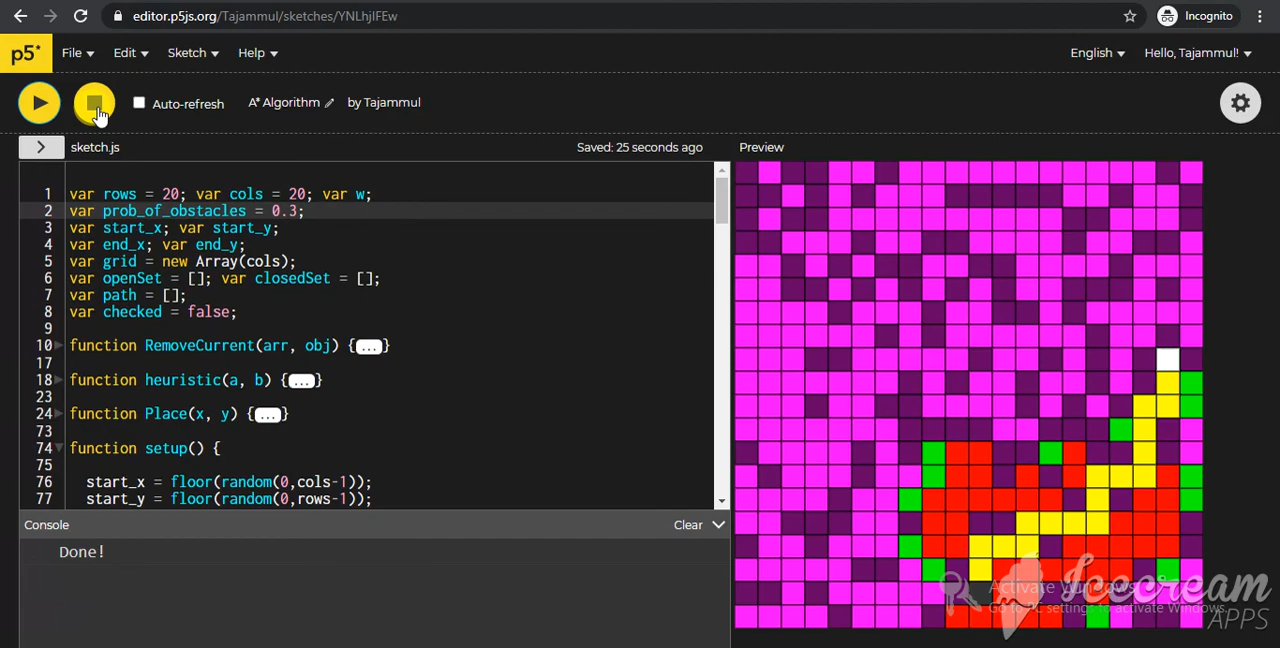 editor.p5js.org/Tajammul/sketches/YNLhjIFEw
Incognito
p5* File Edit Sketch Help English Hello, Tajammul!
Auto-refresh A* Algorithm by Tajammul
sketch.js Saved: 25 seconds ago Preview
1 var rows = 20; var cols = 20; var w;
2 var prob_of_obstacles = 0.3;
3 var start_x; var start_y;
4 var end_x; var end_y;
5 var grid = new Array(cols);
6 var openSet = []; var closedSet = [];
7 var path = [];
8 var checked = false;
9
10 function RemoveCurrent(arr, obj) {...}
17
18 function heuristic(a, b) {...}
23
24 function Place(x, y) {...}
73
74 function setup() {
75
76 start_x = floor(random(0,cols-1));
77 start_y = floor(random(0,rows-1));
Console Clear
Done!
Activate Windows
Go to PC settings to activate Windows.
Icecream
APPS